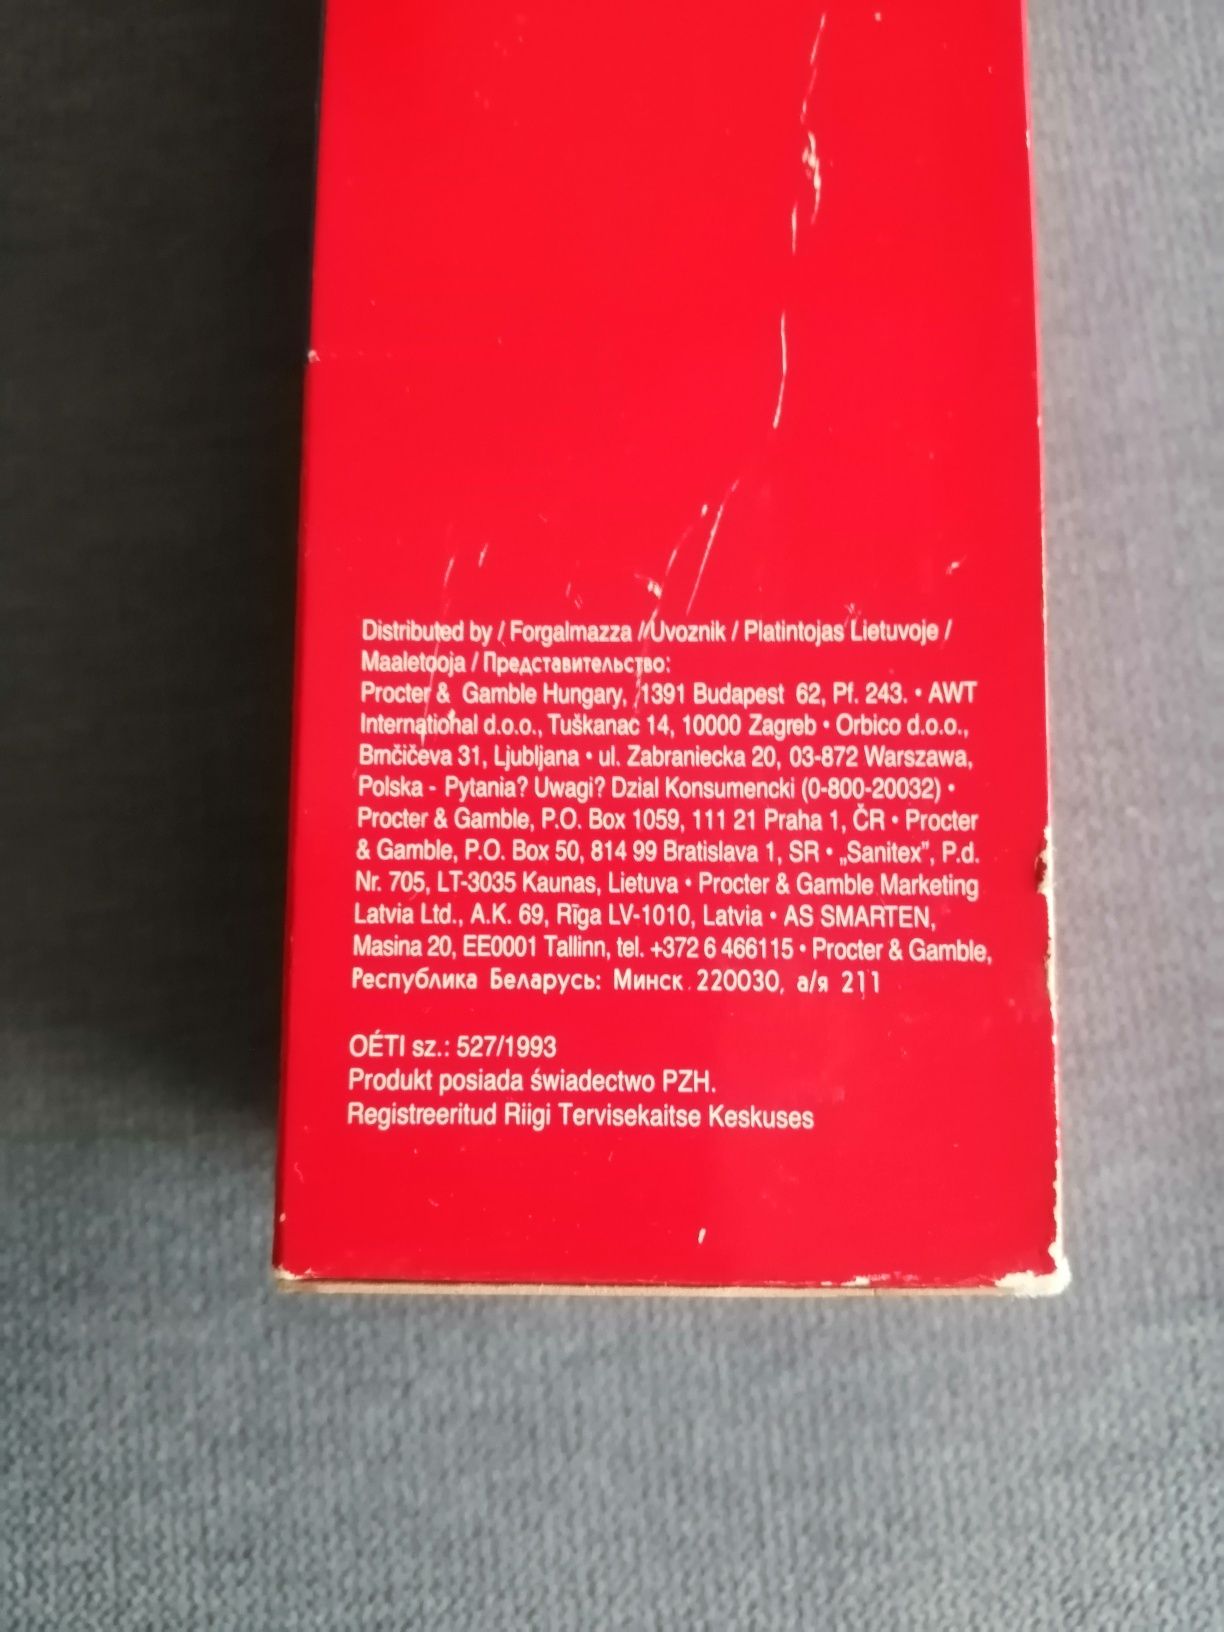 Distributed by / Forgalmazza / Uvoznik / Platintojas Lietuvoje /
Maaletooja / Представительство:
Procter & Gamble Hungary, 1391 Budapest 62, Pf. 243. • AWT
International d.o.o., Tuškanac 14, 10000 Zagreb • Orbico d.o.o.,
Brnčičeva 31, Ljubljana • ul. Zabraniecka 20, 03-872 Warszawa,
Polska - Pytania? Uwagi? Dzial Konsumencki (0-800-20032) •
Procter & Gamble, P.O. Box 1059, 111 21 Praha 1, ČR • Procter
& Gamble, P.O. Box 50, 814 99 Bratislava 1, SR • „Sanitex”, P.d.
Nr. 705, LT-3035 Kaunas, Lietuva • Procter & Gamble Marketing
Latvia Ltd., A.K. 69, Rīga LV-1010, Latvia • AS SMARTEN,
Masina 20, EE0001 Tallinn, tel. +372 6 466115 • Procter & Gamble,
Республика Беларусь: Минск 220030, а/я 211
OÉTI sz.: 527/1993
Produkt posiada świadectwo PZH.
Registreeritud Riigi Tervisekaitse Keskuses